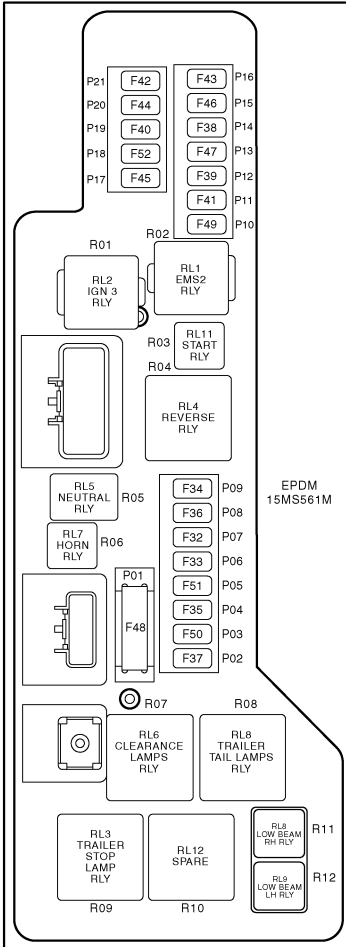 P21 F42
P20 F44
P19 F40
P18 F52
P17 F45
F43 P16
F46 P15
F38 P14
F47 P13
F39 P12
F41 P11
F49 P10
R01
RL2
IGN 3
RLY
R02
RL1
EMS2
RLY
R03
RL11
START
RLY
R04
RL4
REVERSE
RLY
RL5
NEUTRAL
RLY
R05
RL7
HORN
RLY
R06
EPDM
15MS561M
F34 P09
F36 P08
F32 P07
F33 P06
F51 P05
F35 P04
F50 P03
F37 P02
P01
F48
R07
RL6
CLEARANCE
LAMPS
RLY
R08
RL8
TRAILER
TAIL LAMPS
RLY
RL3
TRAILER
STOP
LAMP
RLY
R09
RL12
SPARE
R10
RL8
LOW BEAM
RH RLY
R11
RL9
LOW BEAM
LH RLY
R12